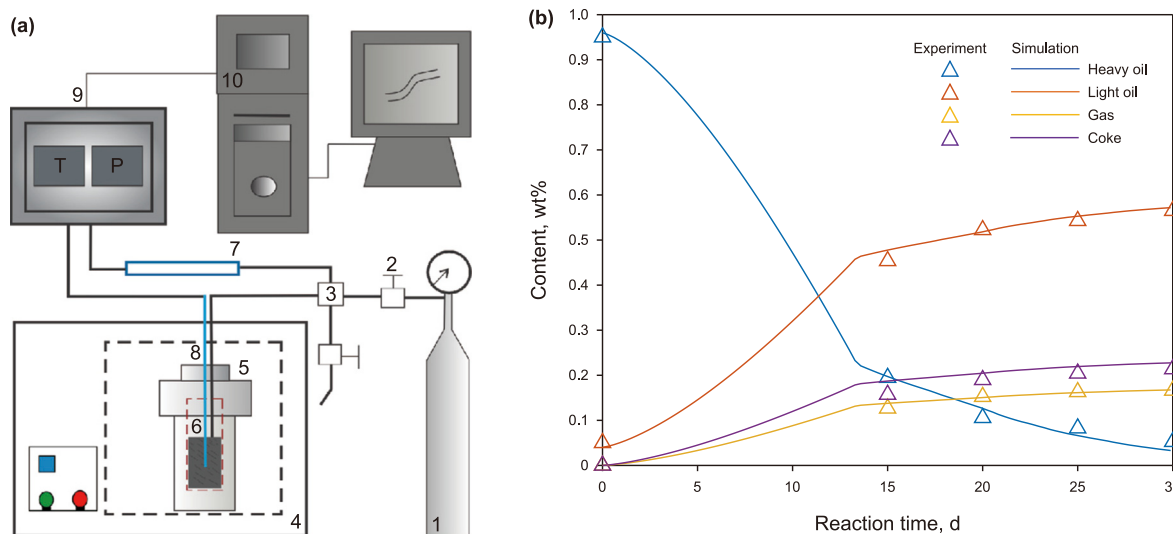 (a)
10
9
T P
7
2
3
8
5
6
4
1
(b)
Experiment Simulation
Heavy oil
Light oil
Gas
Coke
Content, wt%
1.0
0.9
0.8
0.7
0.6
0.5
0.4
0.3
0.2
0.1
0
0 5 10 15 20 25 30
Reaction time, d